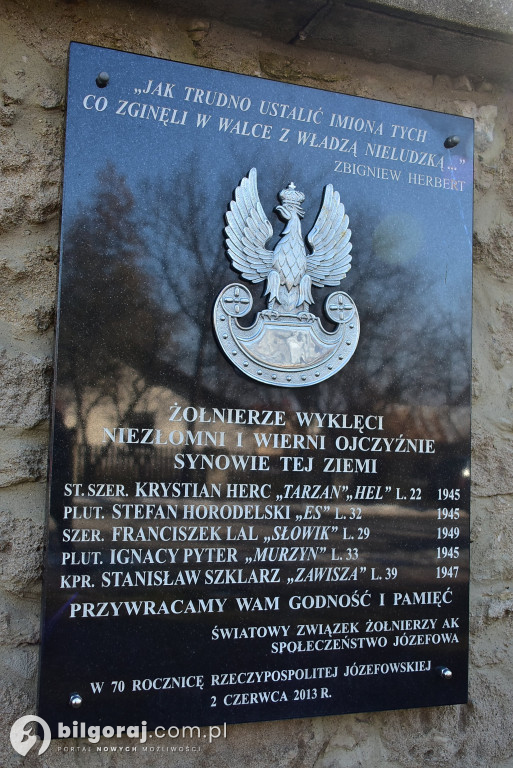 „JAK TRUDNO USTALIĆ IMIONA TYCH
CO ZGINĘLI W WALCE Z WŁADZĄ NIELUDZKĄ...”
ZBIGNIEW HERBERT
ŻOŁNIERZE WYKLĘCI
NIEZŁOMNI I WIERNI OJCZYŹNIE
SYNOWIE TEJ ZIEMI
ST. SZER. KRYSTIAN HERC „TARZAN” „HEL” L. 22 1945
PLUT. STEFAN HORODELSKI „ES” L. 32 1945
SZER. FRANCISZEK LAL „SŁOWIK” L. 29 1949
PLUT. IGNACY PYTER „MURZYN” L. 33 1945
KPR. STANISŁAW SZKLARZ „ZAWISZA” L. 39 1947
PRZYWRACAMY WAM GODNOŚĆ I PAMIĘĆ
ŚWIATOWY ZWIĄZEK ŻOŁNIERZY AK
SPOŁECZEŃSTWO JÓZEFOWA
W 70 ROCZNICĘ RZECZYPOSPOLITEJ JÓZEFOWSKIEJ
2 CZERWCA 2013 R.
bilgoraj.com.pl
PORTAL NOWYCH MOŻLIWOŚCI